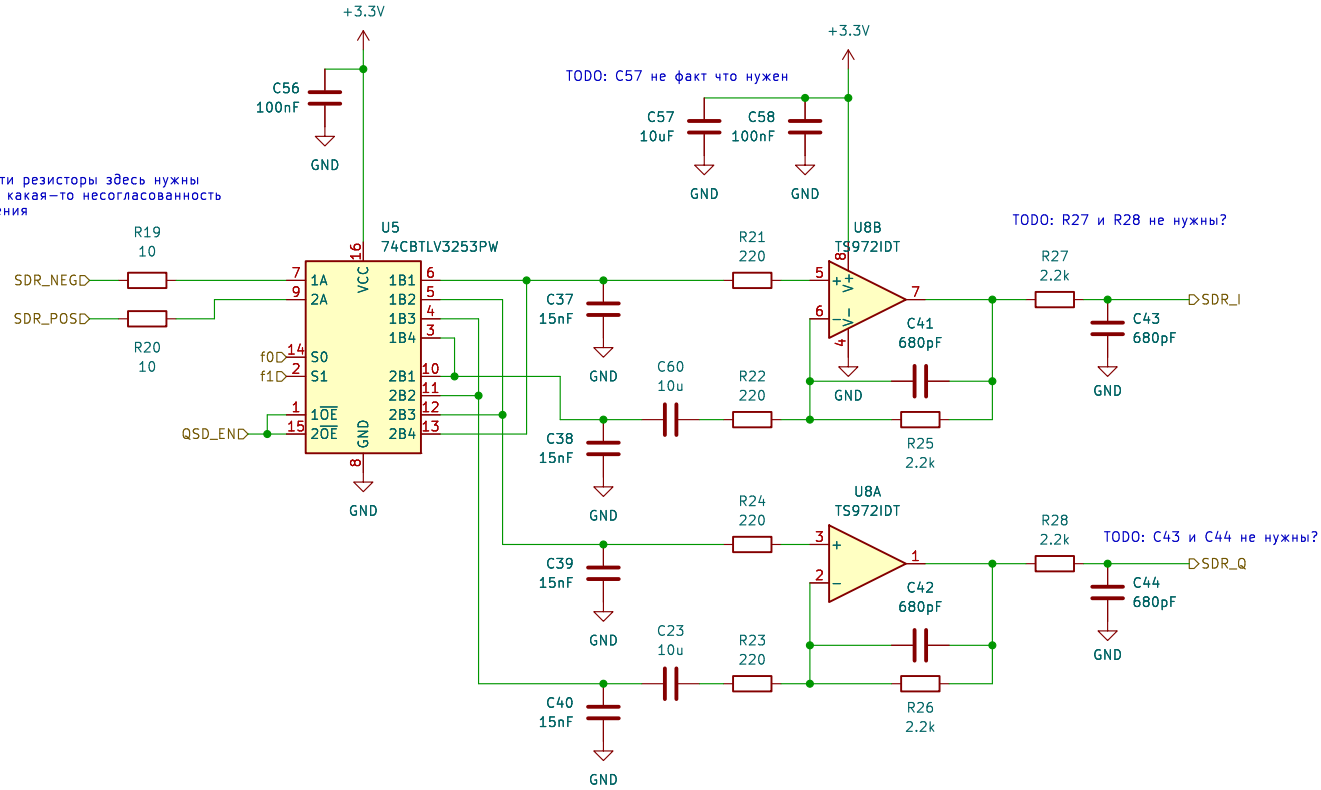 +3.3V
+3.3V
TODO: C57 не факт что нужен
C56
100nF
GND
C57
10uF
GND
C58
100nF
GND
резисторы здесь нужны
какая-то несогласованность
TODO: R27 и R28 не нужны?
R19
10
SDR_NEG
SDR_POS
R20
10
f0
f1
QSD_EN
U5
74CBTLV3253PW
16
VCC
7 1A
9 2A
14 S0
2 S1
1 1OE
15 2OE
GND
8
GND
1B1 6
1B2 5
1B3 4
1B4 3
2B1 10
2B2 11
2B3 12
2B4 13
C37
15nF
GND
R21
220
U8B
TS972IDT
8
V+
5 +
6 −
V-
4
7
GND
C41
680pF
R27
2.2k
SDR_I
C43
680pF
GND
C60
10u
R22
220
C38
15nF
GND
R25
2.2k
R24
220
U8A
TS972IDT
3 +
2 −
1
C39
15nF
GND
C42
680pF
R28
2.2k
TODO: C43 и C44 не нужны?
SDR_Q
C44
680pF
GND
C23
10u
R23
220
C40
15nF
GND
R26
2.2k